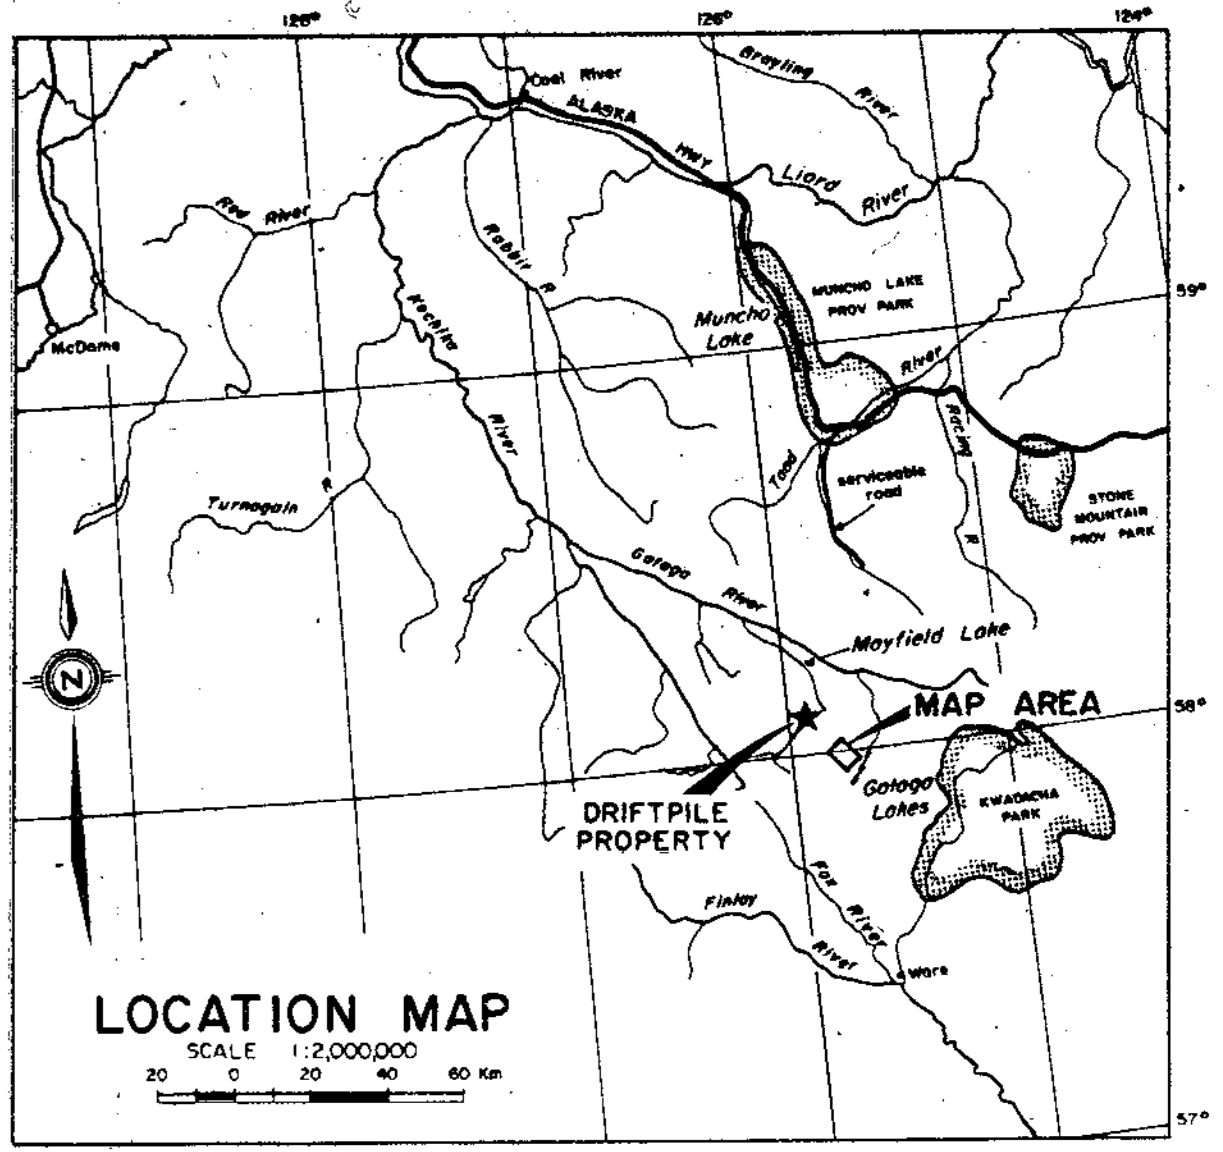 128°
126°
124°
Coal River
ALASKA
HWY
Grayling
River
Liard
River
Red River
Rabbit R
Kechika
River
MUNCHO LAKE
PROV PARK
59°
Muncho
Lake
McDame
River
Racing
R
Toad
serviceable
road
STONE
MOUNTAIN
PROV PARK
Turnagain R
Gataga
River
Mayfield Lake
N
MAP AREA
58°
Gataga
Lakes
KWADACHA
PARK
DRIFTPILE
PROPERTY
Fox
River
Finlay
River
Ware
LOCATION MAP
SCALE 1:2,000,000
20 0 20 40 60 Km
57°